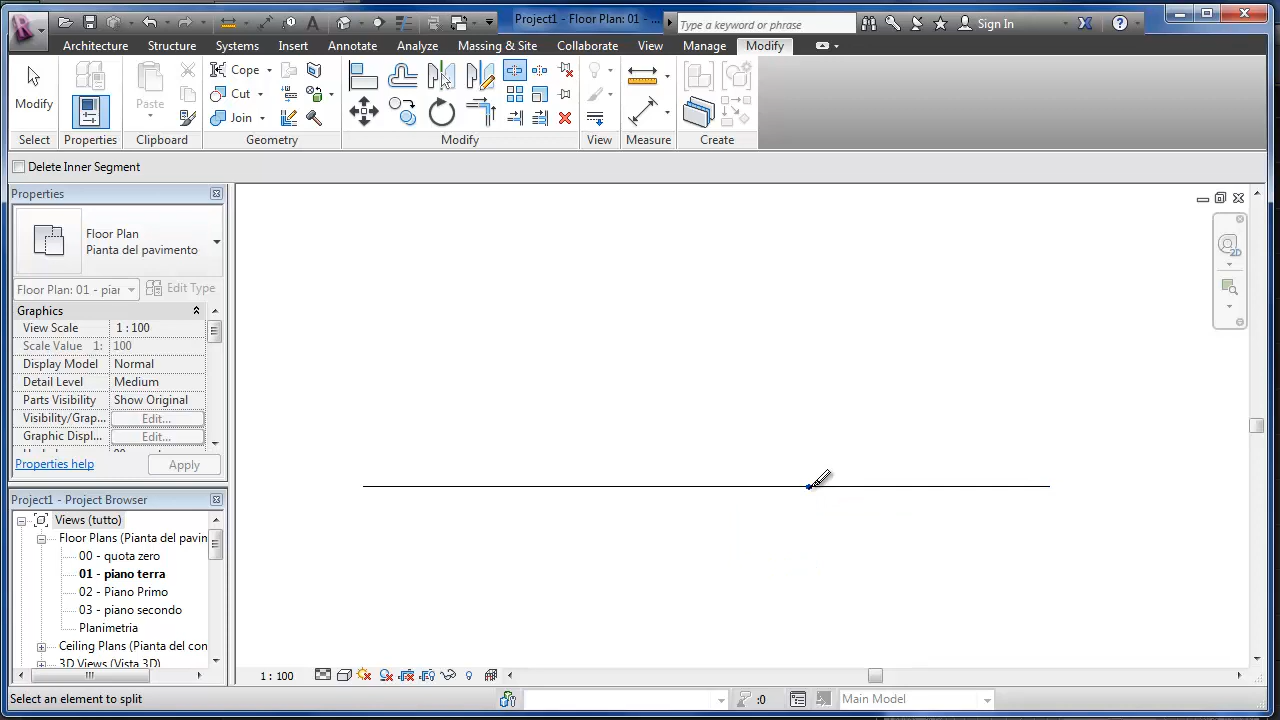 Project1 - Floor Plan: 01 - ...
Type a keyword or phrase
Sign In
Architecture Structure Systems Insert Annotate Analyze Massing & Site Collaborate View Manage Modify
Modify
Paste
Cope
Cut
Join
Select Properties Clipboard Geometry Modify View Measure Create
Delete Inner Segment
Properties
Floor Plan
Pianta del pavimento
Floor Plan: 01 - piar
Edit Type
Graphics
View Scale 1 : 100
Scale Value 1: 100
Display Model Normal
Detail Level Medium
Parts Visibility Show Original
Visibility/Grap... Edit...
Graphic Displ... Edit...
Properties help
Apply
2D
Project1 - Project Browser
Views (tutto)
Floor Plans (Pianta del pavin
00 - quota zero
01 - piano terra
02 - Piano Primo
03 - piano secondo
Planimetria
Ceiling Plans (Pianta del con
3D Views (Vista 3D)
1 : 100
Select an element to split
:0
Main Model